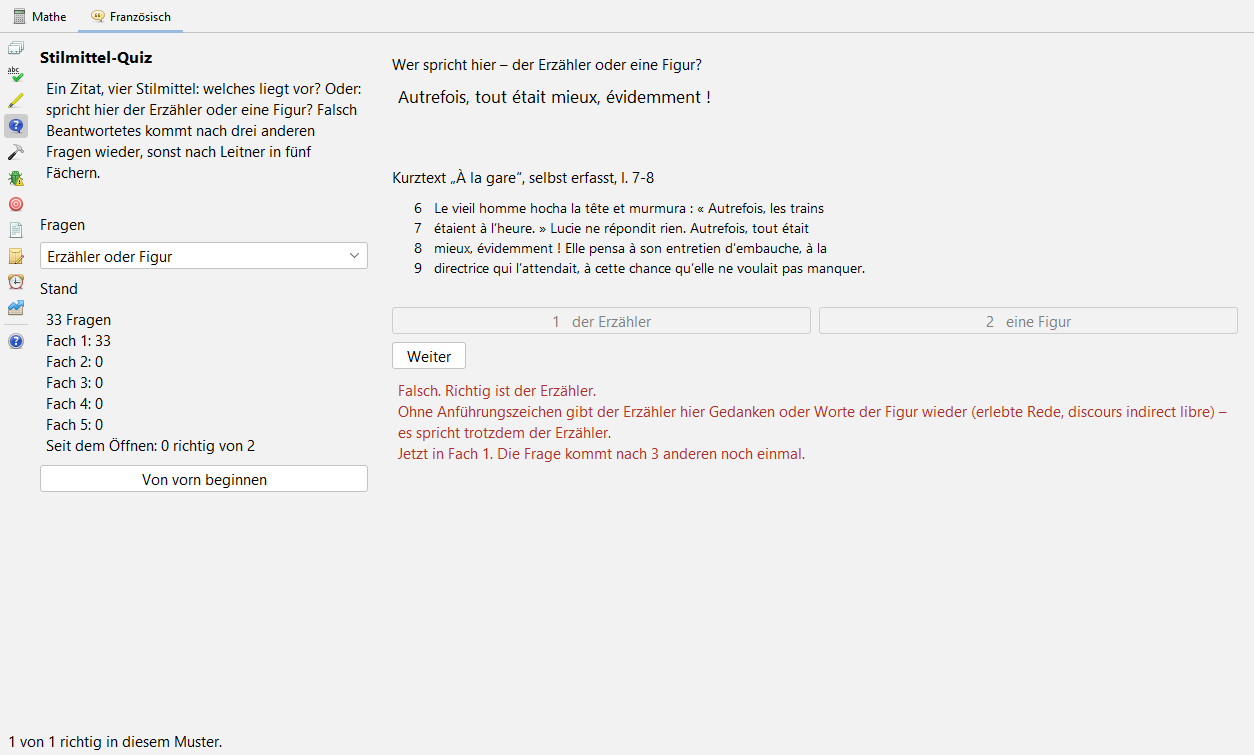 Mathe
Französisch
Stilmittel-Quiz
Ein Zitat, vier Stilmittel: welches liegt vor? Oder:
spricht hier der Erzähler oder eine Figur? Falsch
Beantwortetes kommt nach drei anderen
Fragen wieder, sonst nach Leitner in fünf
Fächern.
Fragen
Erzähler oder Figur
Stand
33 Fragen
Fach 1: 33
Fach 2: 0
Fach 3: 0
Fach 4: 0
Fach 5: 0
Seit dem Öffnen: 0 richtig von 2
Von vorn beginnen
Wer spricht hier – der Erzähler oder eine Figur?
Autrefois, tout était mieux, évidemment !
Kurztext „À la gare“, selbst erfasst, l. 7-8
6 Le vieil homme hocha la tête et murmura : « Autrefois, les trains
7 étaient à l’heure. » Lucie ne répondit rien. Autrefois, tout était
8 mieux, évidemment ! Elle pensa à son entretien d’embauche, à la
9 directrice qui l’attendait, à cette chance qu’elle ne voulait pas manquer.
1 der Erzähler
2 eine Figur
Weiter
Falsch. Richtig ist der Erzähler.
Ohne Anführungszeichen gibt der Erzähler hier Gedanken oder Worte der Figur wieder (erlebte Rede, discours indirect libre) –
es spricht trotzdem der Erzähler.
Jetzt in Fach 1. Die Frage kommt nach 3 anderen noch einmal.
1 von 1 richtig in diesem Muster.